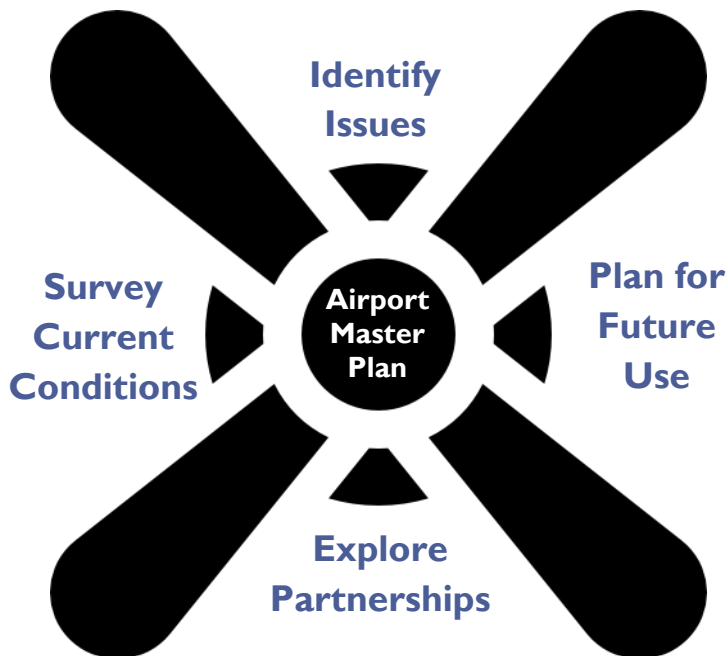 Identify
Issues
Survey
Current
Conditions
Airport
Master
Plan
Plan for
Future
Use
Explore
Partnerships